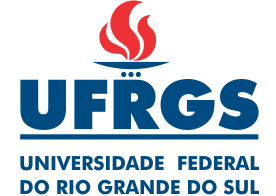 UFRGS
UNIVERSIDADE FEDERAL
DO RIO GRANDE DO SUL